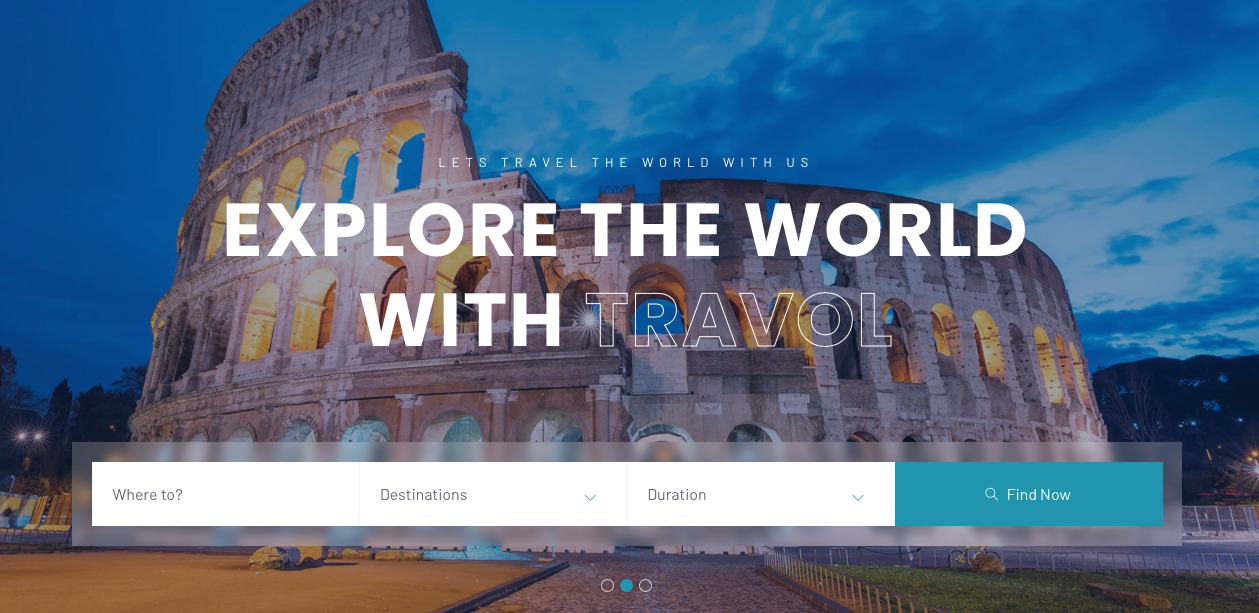 LETS TRAVEL THE WORLD WITH US
EXPLORE THE WORLD
WITH TRAVOL
Where to?
Destinations
Duration
Find Now